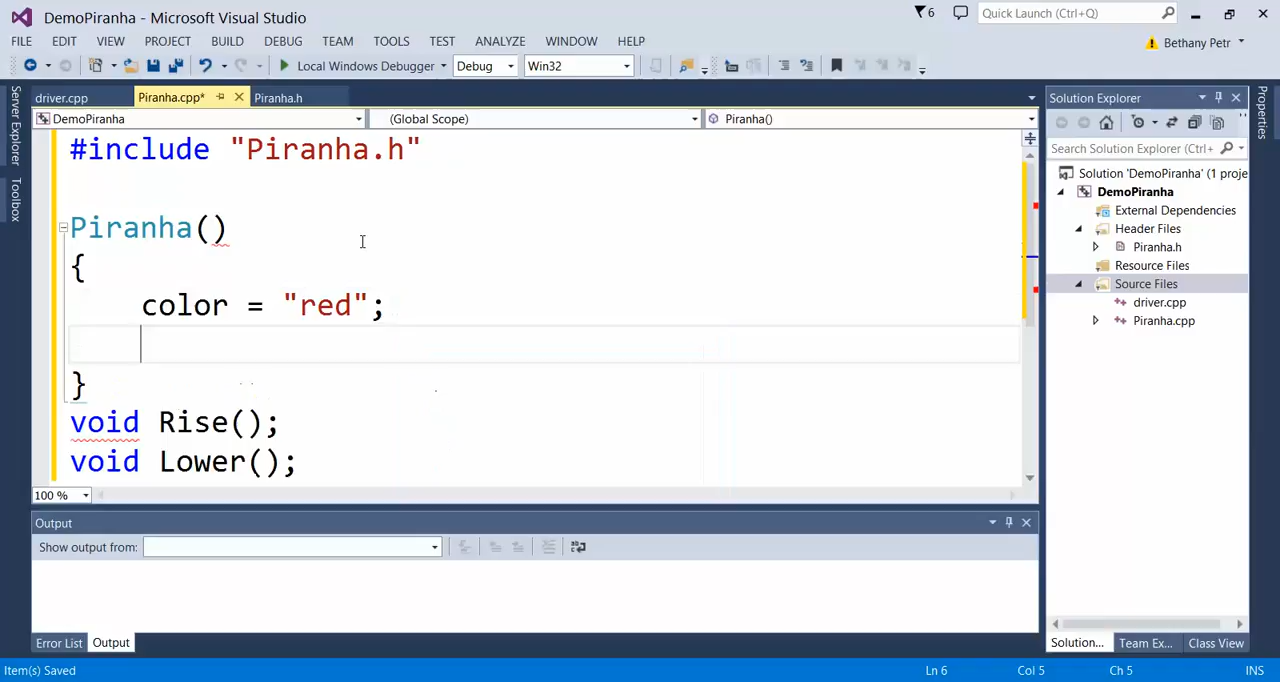 DemoPiranha - Microsoft Visual Studio
6
Quick Launch (Ctrl+Q)
FILE EDIT VIEW PROJECT BUILD DEBUG TEAM TOOLS TEST ANALYZE WINDOW HELP
Bethany Petr
Local Windows Debugger Debug Win32
Server Explorer
Toolbox
driver.cpp Piranha.cpp* Piranha.h
DemoPiranha (Global Scope) Piranha()
#include "Piranha.h"
Piranha()
{
color = "red";
}
void Rise();
void Lower();
100 %
Output
Show output from:
Error List Output
Solution Explorer
Search Solution Explorer (Ctrl+
Solution 'DemoPiranha' (1 proje
DemoPiranha
External Dependencies
Header Files
Piranha.h
Resource Files
Source Files
driver.cpp
Piranha.cpp
Solution... Team Ex... Class View
Properties
Item(s) Saved Ln 6 Col 5 Ch 5 INS